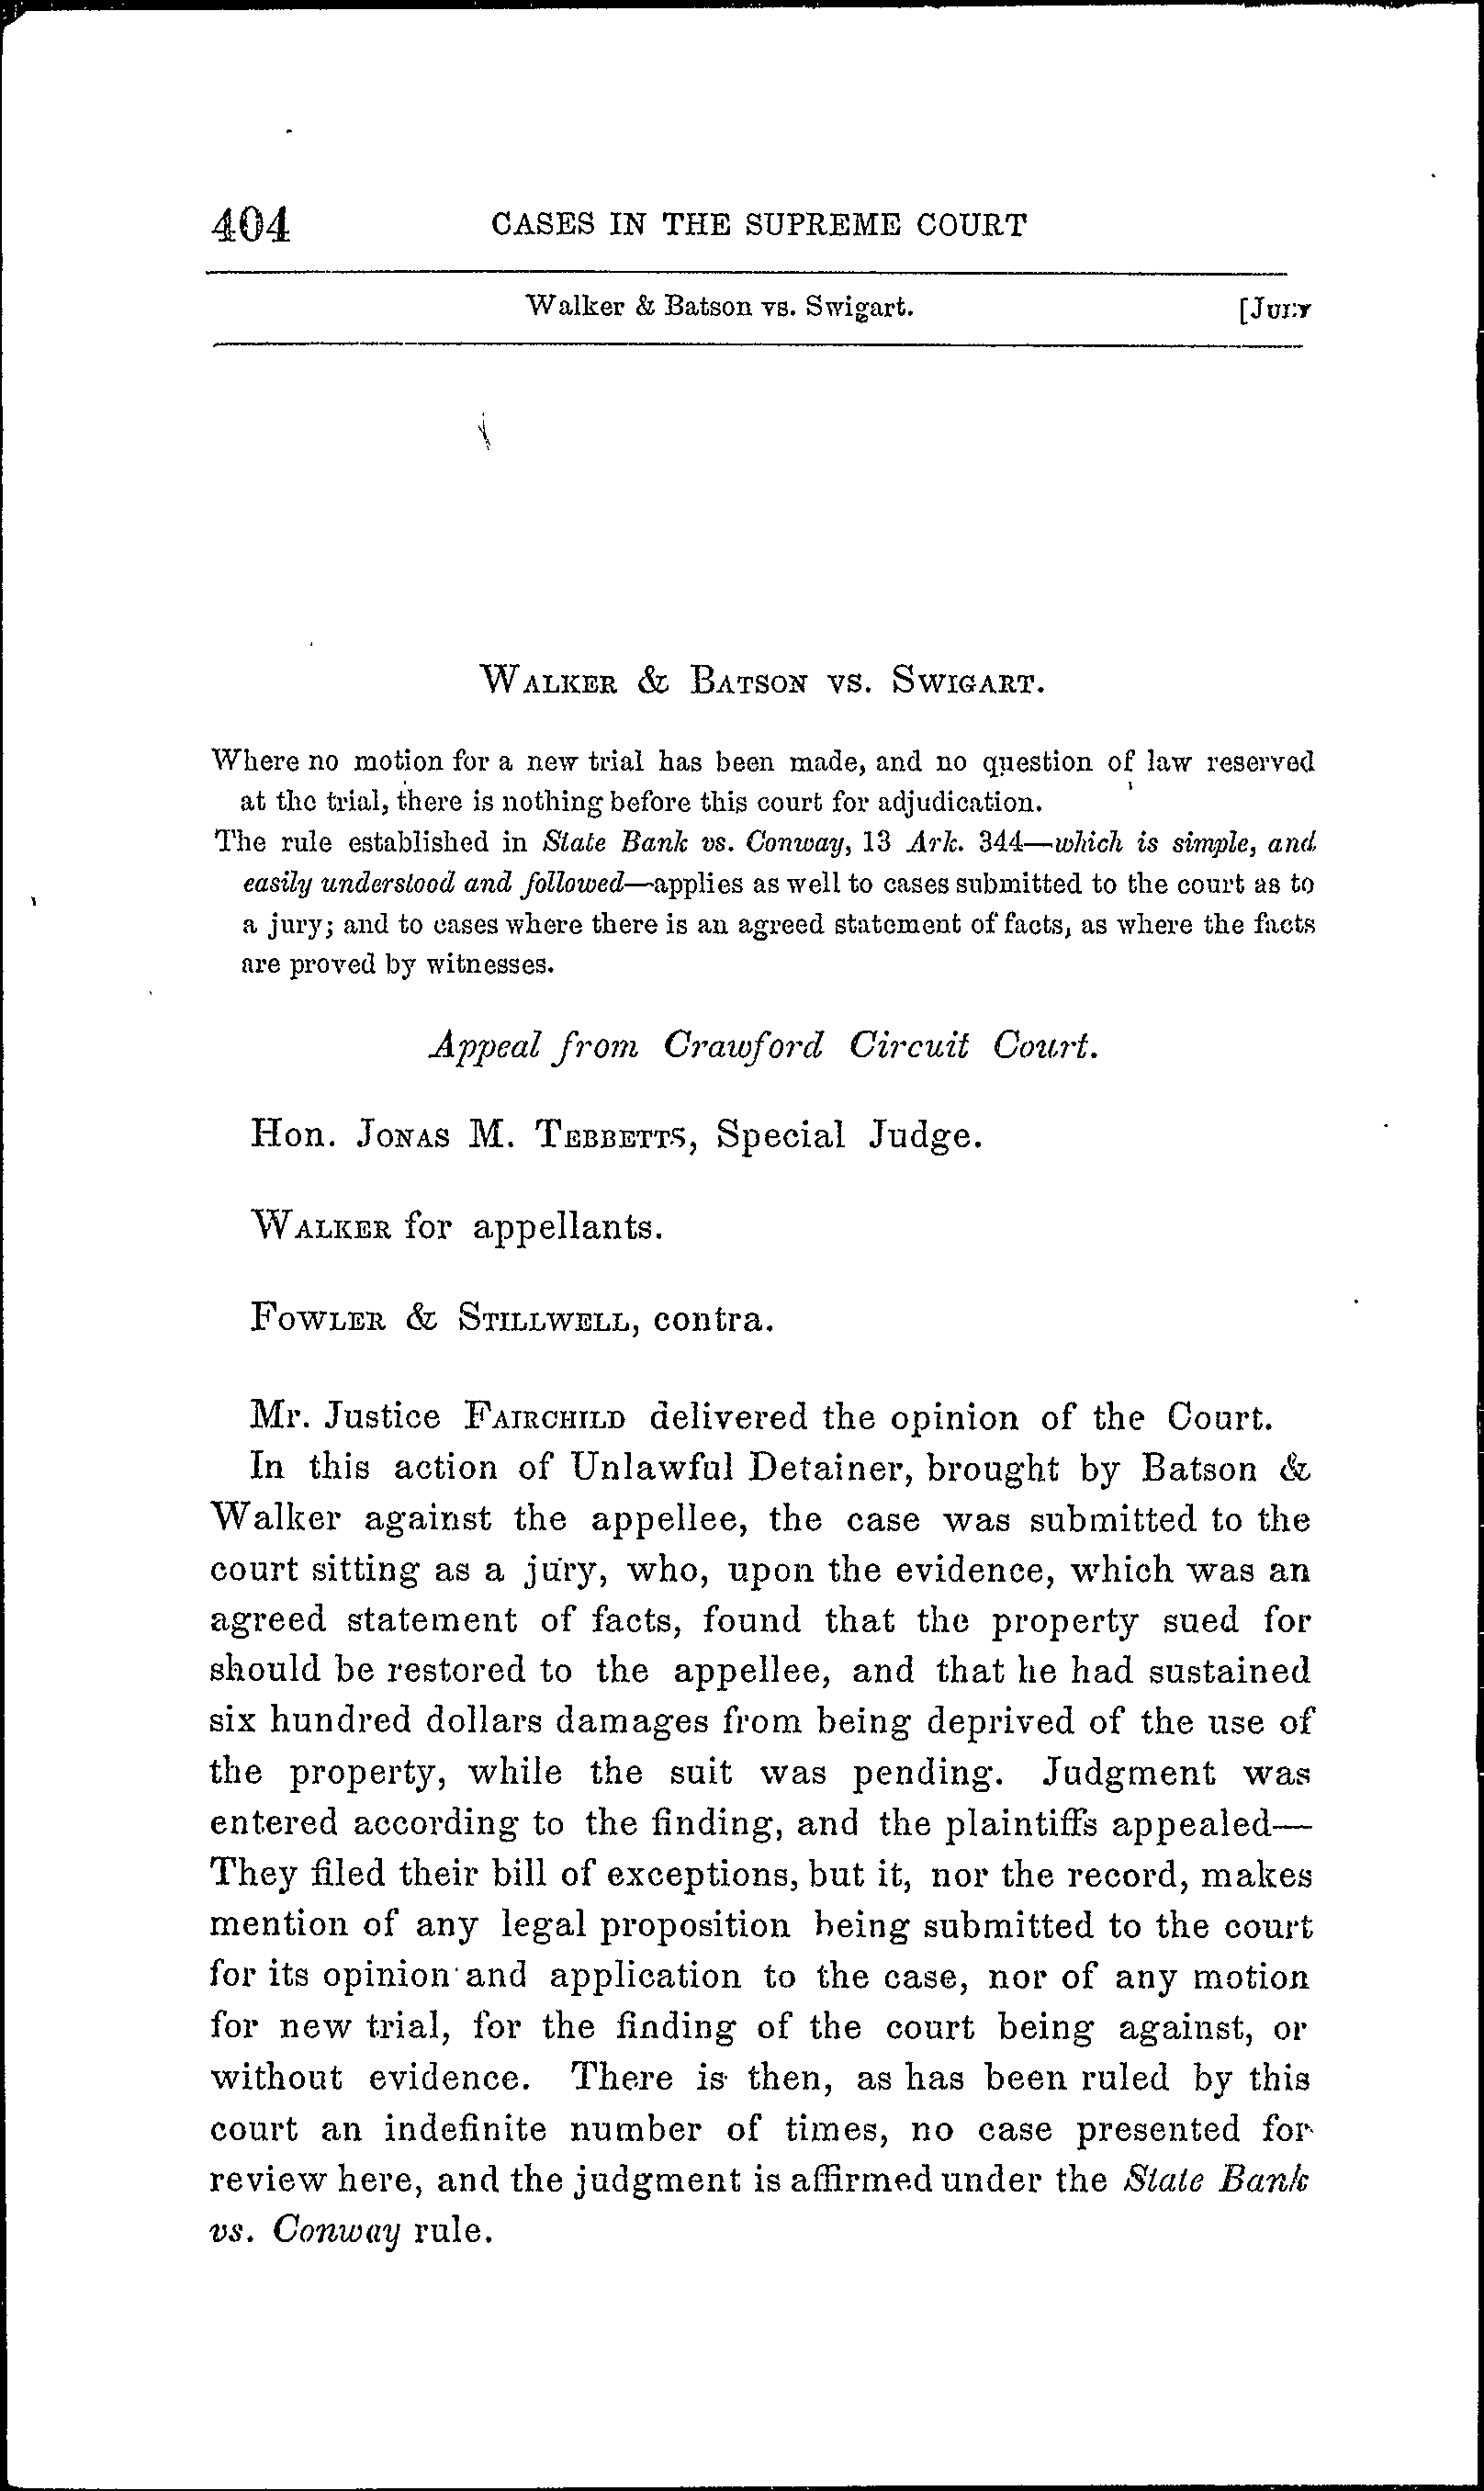 404 CASES IN THE SUPREME COURT
Walker & Batson vs. Swigart. [July
Walker & Batson vs. Swigart.
Where no motion for a new trial has been made, and no question of law reserved
at the trial, there is nothing before this court for adjudication.
The rule established in State Bank vs. Conway, 13 Ark. 344—which is simple, and
easily understood and followed—applies as well to cases submitted to the court as to
a jury; and to cases where there is an agreed statement of facts, as where the facts
are proved by witnesses.
Appeal from Crawford Circuit Court.
Hon. Jonas M. Tebbetts, Special Judge.
Walker for appellants.
Fowler & Stillwell, contra.
Mr. Justice Fairchild delivered the opinion of the Court.
In this action of Unlawful Detainer, brought by Batson &
Walker against the appellee, the case was submitted to the
court sitting as a jury, who, upon the evidence, which was an
agreed statement of facts, found that the property sued for
should be restored to the appellee, and that he had sustained
six hundred dollars damages from being deprived of the use of
the property, while the suit was pending. Judgment was
entered according to the finding, and the plaintiffs appealed—
They filed their bill of exceptions, but it, nor the record, makes
mention of any legal proposition being submitted to the court
for its opinion and application to the case, nor of any motion
for new trial, for the finding of the court being against, or
without evidence. There is then, as has been ruled by this
court an indefinite number of times, no case presented for
review here, and the judgment is affirmed under the State Bank
vs. Conway rule.